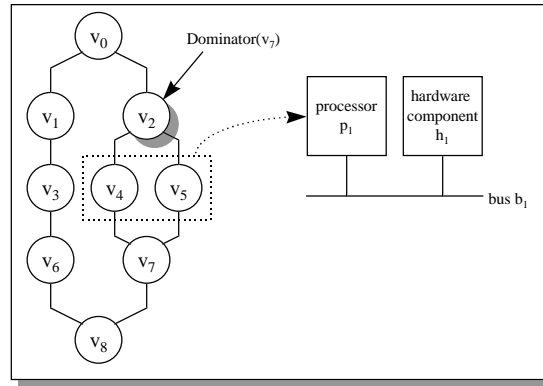 v0
Dominator(v7)
v1
v2
processor
p1
hardware
component
h1
v3
v4
v5
bus b1
v6
v7
v8